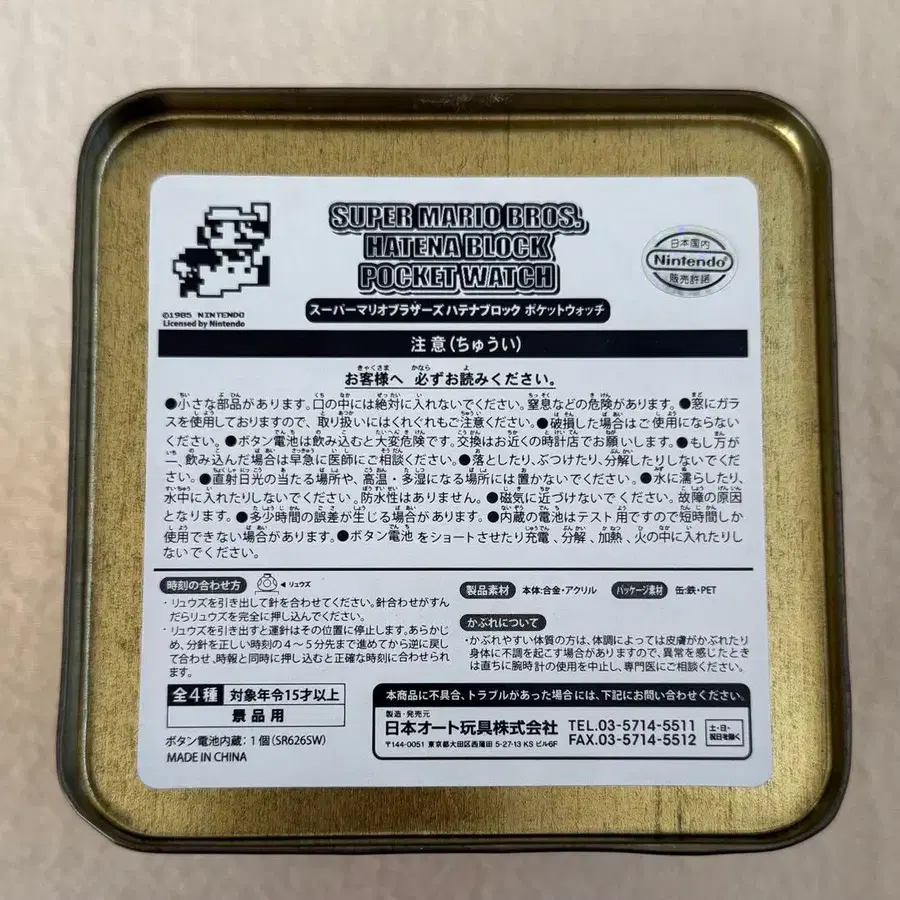 SUPER MARIO BROS.
HATENA BLOCK
POCKET WATCH
日本国内
Nintendo
販売許諾
©1985 NINTENDO
Licensed by Nintendo
スーパーマリオブラザーズ ハテナブロック ポケットウォッチ
注意(ちゅうい)
お客様へ 必ずお読みください。
●小さな部品があります。口の中には絶対に入れないでください。窒息などの危険があります。●窓にガラ
スを使用しておりますので、取り扱いにはくれぐれもご注意ください。●破損した場合はご使用にならない
ください。●ボタン電池は飲み込むと大変危険です。交換はお近くの時計店でお願いします。●もし万が
一、飲み込んだ場合は早急に医師にご相談ください。●落としたり、ぶつけたり、分解したりしないでくだ
さい。●直射日光の当たる場所や、高温・多湿になる場所には置かないでください。●水に濡らしたり、
水中に入れたりしないでください。防水性はありません。●磁気に近づけないでください。故障の原因
となります。●多少時間の誤差が生じる場合があります。●内蔵の電池はテスト用ですので短時間しか
使用できない場合があります。●ボタン電池をショートさせたり充電、分解、加熱、火の中に入れたりし
ないでください。
時刻の合わせ方 ◀リュウズ
・リュウズを引き出して針を合わせてください。針合わせがすん
だらリュウズを完全に押し込んでください。
・リュウズを引き出すと運針はその位置に停止します。あらかじ
め、分針を正しい時刻の4〜5分先まで進めてから逆に戻し
て合わせ、時報と同時に押し込むと正確な時刻に合わせられ
ます。
製品素材 本体:合金・アクリル パッケージ素材 缶:鉄・PET
かぶれについて
・かぶれやすい体質の方は、体調によっては皮膚がかぶれたり
身体に不調を起こす場合がありますので、異常を感じたとき
は直ちに腕時計の使用を中止し、専門医にご相談ください。
全4種 対象年令15才以上
景品用
ボタン電池内蔵:1個(SR626SW)
MADE IN CHINA
本商品に不具合、トラブルがあった場合には、下記にお問い合わせください。
製造・発売元
日本オート玩具株式会社
〒144-0051 東京都大田区西蒲田 5-27-13 KS ビル6F
TEL.03-5714-5511
FAX.03-5714-5512
土・日・
祝日を除く